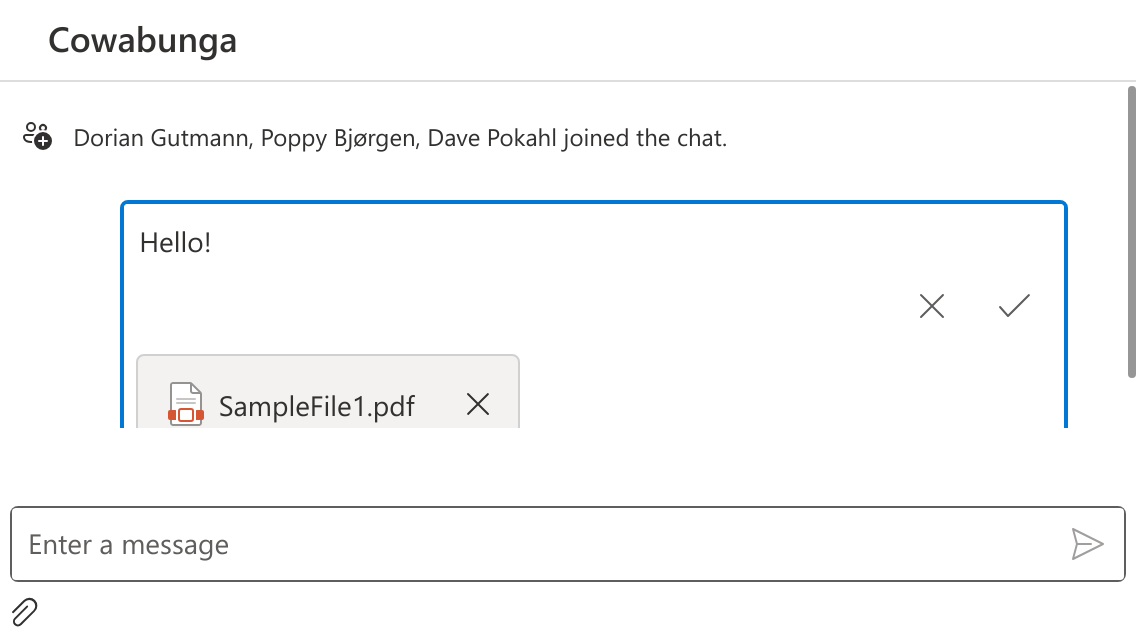 Cowabunga
Dorian Gutmann, Poppy Bjørgen, Dave Pokahl joined the chat.
Hello!
SampleFile1.pdf
Enter a message